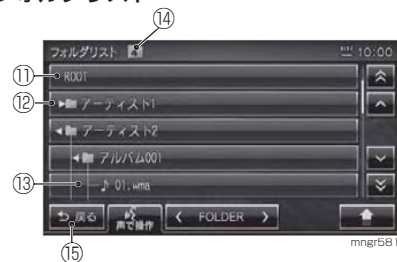 ⑭
フォルダリスト 10:00
⑪ ROOT
⑫ アーティスト1
アーティスト2
アルバム001
⑬ 01.wma
戻る 声で操作 < FOLDER >
mngr581
⑮